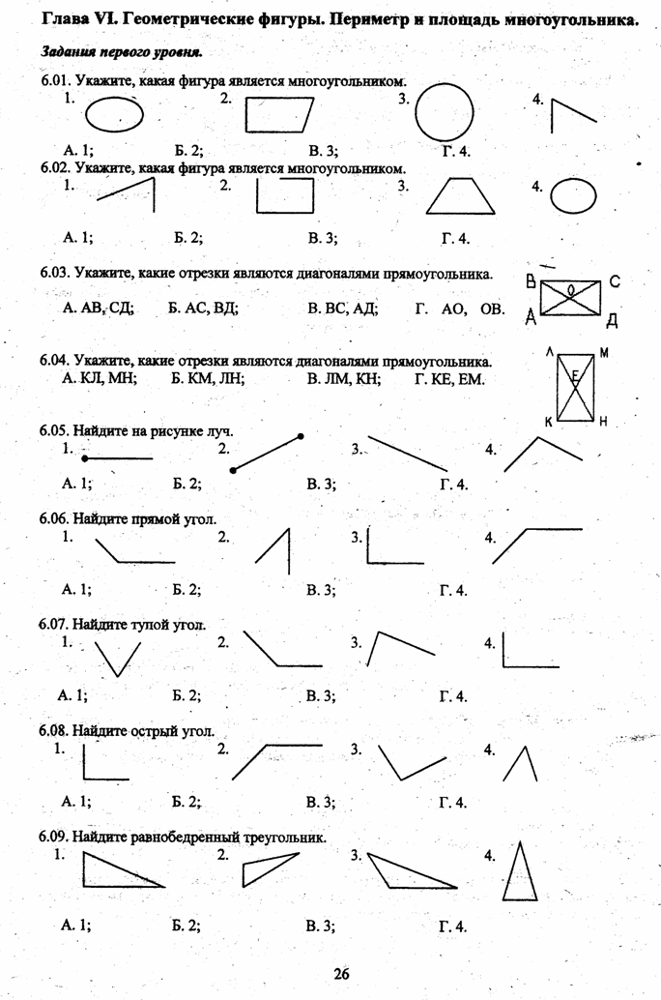 Глава VI. Геометрические фигуры. Периметр и площадь многоугольника.
Задания первого уровня.
6.01. Укажите, какая фигура является многоугольником.
1. 2. 3. 4.
А. 1; Б. 2; В. 3; Г. 4.
6.02. Укажите, какая фигура является многоугольником.
1. 2. 3. 4.
А. 1; Б. 2; В. 3; Г. 4.
6.03. Укажите, какие отрезки являются диагоналями прямоугольника.
В О С
А. АВ, СД; Б. АС, ВД; В. ВС, АД; Г. АО, ОВ.
А Д
6.04. Укажите, какие отрезки являются диагоналями прямоугольника.
Л М
А. КЛ, МН; Б. КМ, ЛН; В. ЛМ, КН; Г. КЕ, ЕМ.
Е
К Н
6.05. Найдите на рисунке луч.
1. 2. 3. 4.
А. 1; Б. 2; В. 3; Г. 4.
6.06. Найдите прямой угол.
1. 2. 3. 4.
А. 1; Б. 2; В. 3; Г. 4.
6.07. Найдите тупой угол.
1. 2. 3. 4.
А. 1; Б. 2; В. 3; Г. 4.
6.08. Найдите острый угол.
1. 2. 3. 4.
А. 1; Б. 2; В. 3; Г. 4.
6.09. Найдите равнобедренный треугольник.
1. 2. 3. 4.
А. 1; Б. 2; В. 3; Г. 4.
26